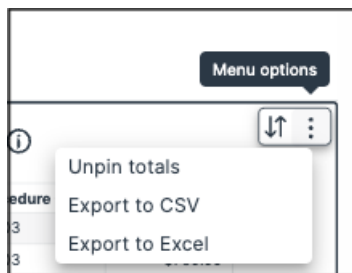 Menu options
Unpin totals
edure
Export to CSV
Export to Excel